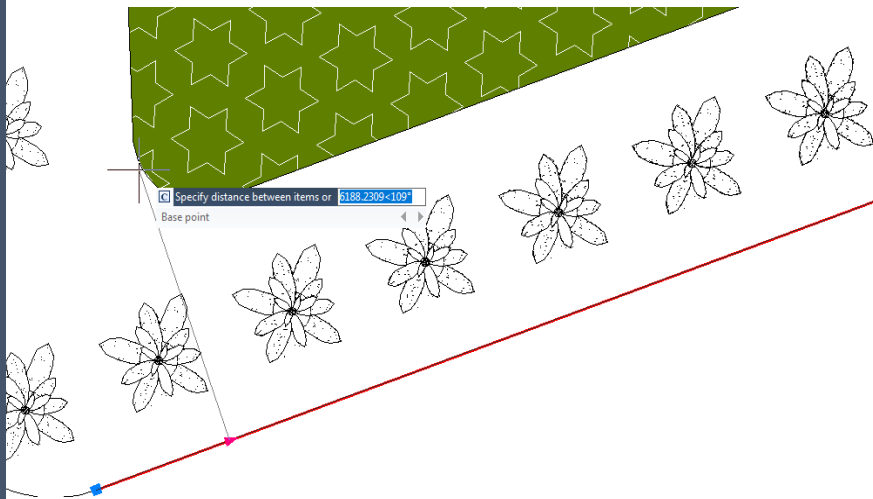 C Specify distance between items or 6188.2309<109°
Base point